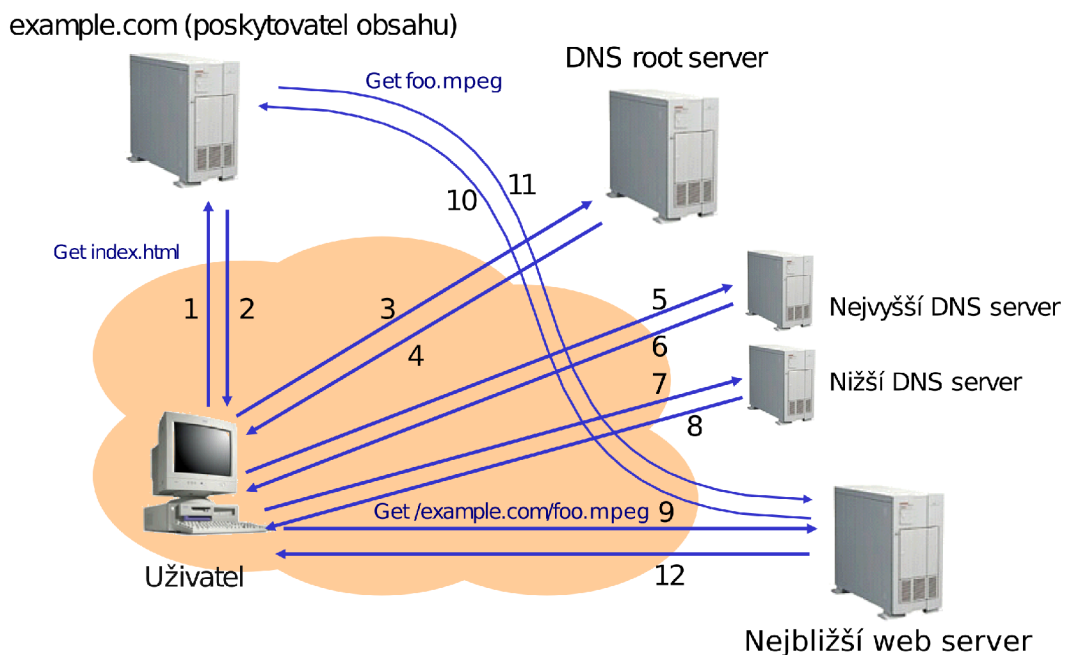 example.com (poskytovatel obsahu)
DNS root server
Get foo.mpeg
11
10
Get index.html
1
2
3
4
5
6
Nejvyšší DNS server
7
Nižší DNS server
8
Get /example.com/foo.mpeg
9
12
Uživatel
Nejbližší web server